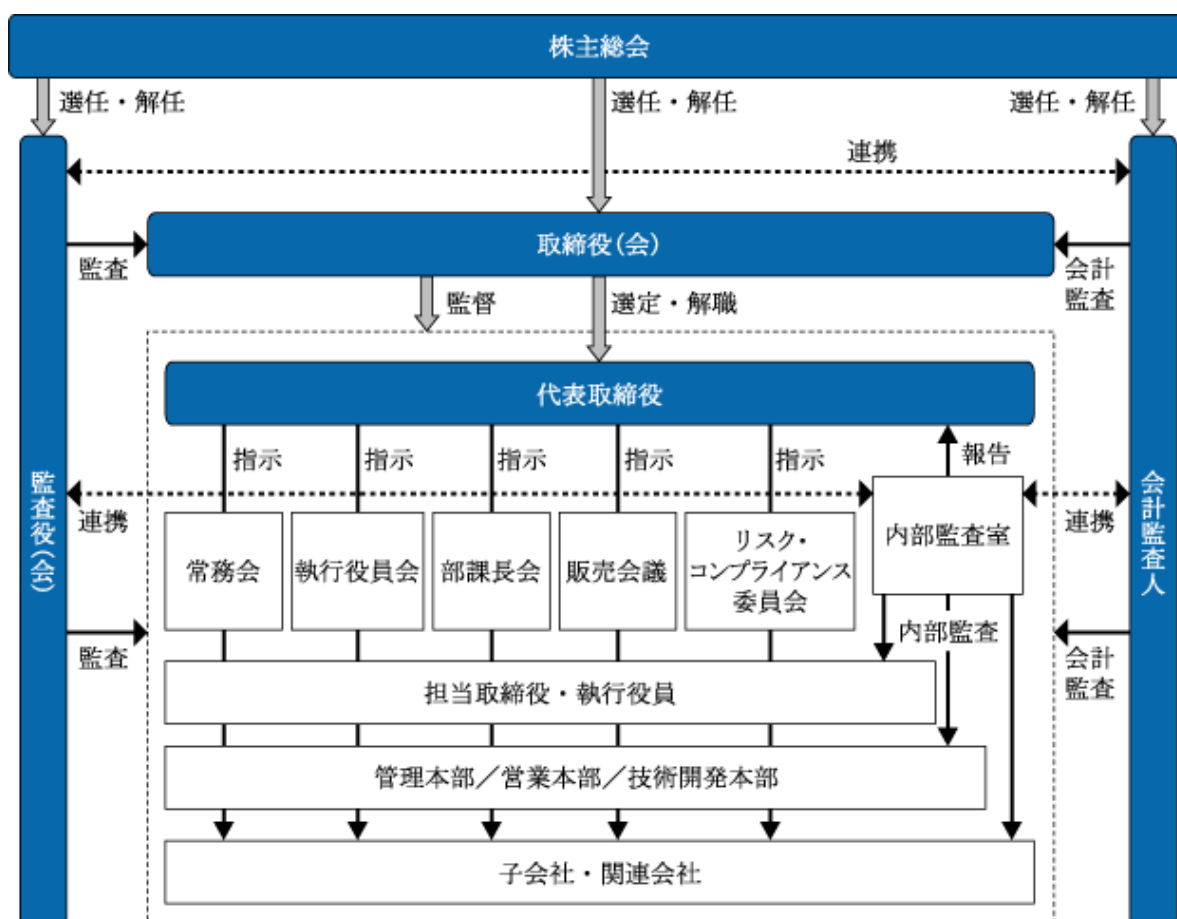 株主総会
選任・解任
選任・解任
選任・解任
連携
取締役(会)
監査
会計
監査
監督
選定・解職
代表取締役
指示
指示
指示
指示
指示
報告
監査役(会)
会計監査人
連携
連携
常務会
執行役員会
部課長会
販売会議
リスク・
コンプライアンス
委員会
内部監査室
監査
内部監査
会計
監査
担当取締役・執行役員
管理本部／営業本部／技術開発本部
子会社・関連会社